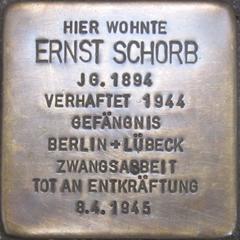 HIER WOHNTE
ERNST SCHORB
JG. 1894
VERHAFTET 1944
GEFÄNGNIS
BERLIN + LÜBECK
ZWANGSARBEIT
TOT AN ENTKRÄFTUNG
8.4.1945